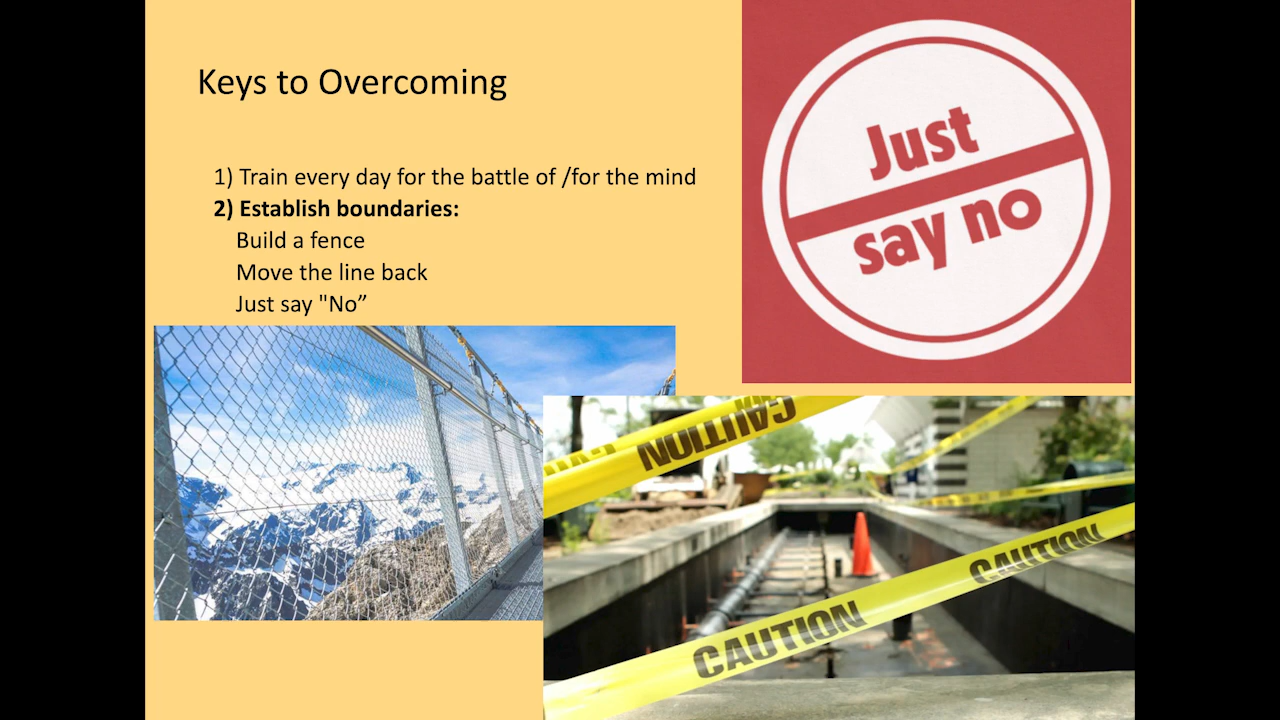 Keys to Overcoming
1) Train every day for the battle of /for the mind
2) Establish boundaries:
Build a fence
Move the line back
Just say "No”
Just
say no
CAUTION
CAUTION
CAUTION